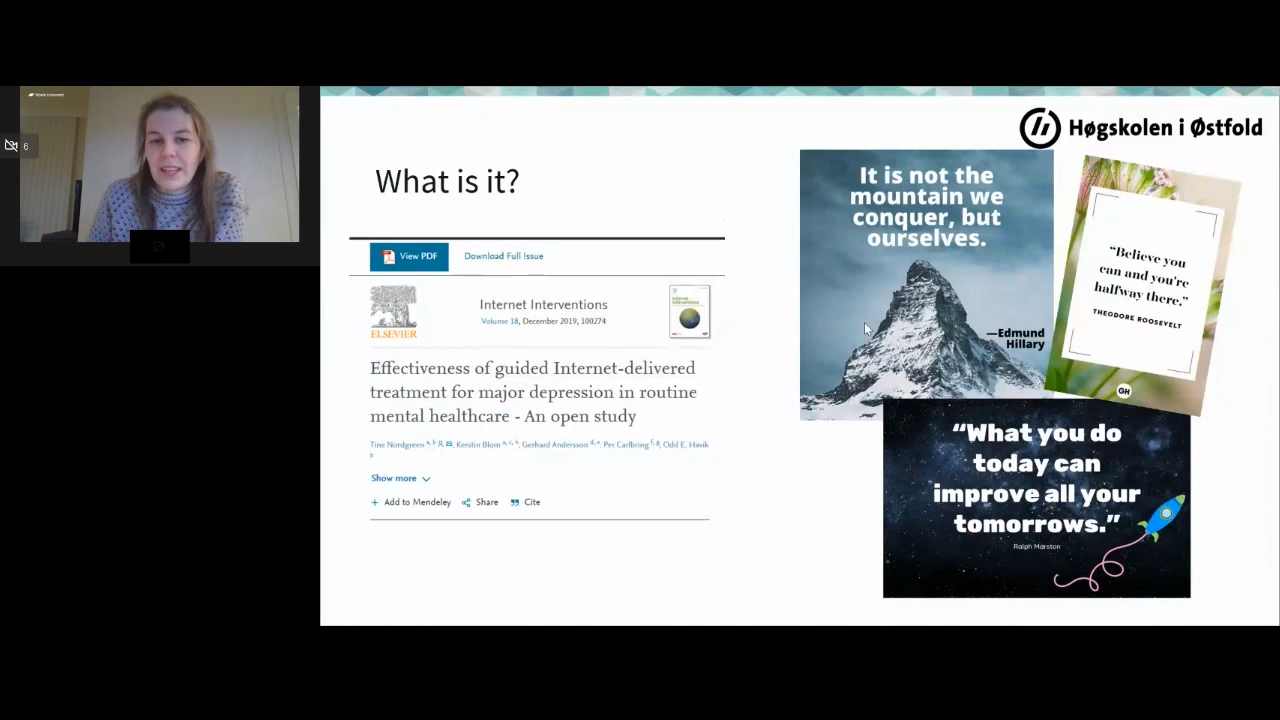 6
Høgskolen i Østfold
What is it?
View PDF
Download Full Issue
ELSEVIER
Internet Interventions
Volume 18, December 2019, 100274
Effectiveness of guided Internet-delivered
treatment for major depression in routine
mental healthcare - An open study
Tine Nordgreen a, b, Kerstin Blom a, c, h, Gerhard Andersson d, e, Per Carlbring f, g, Odd E. Havik
b
Show more
+ Add to Mendeley Share Cite
It is not the
mountain we
conquer, but
ourselves.
—Edmund
Hillary
“Believe you
can and you're
halfway there.”
THEODORE ROOSEVELT
GH
“What you do
today can
improve all your
tomorrows.”
Ralph Marston